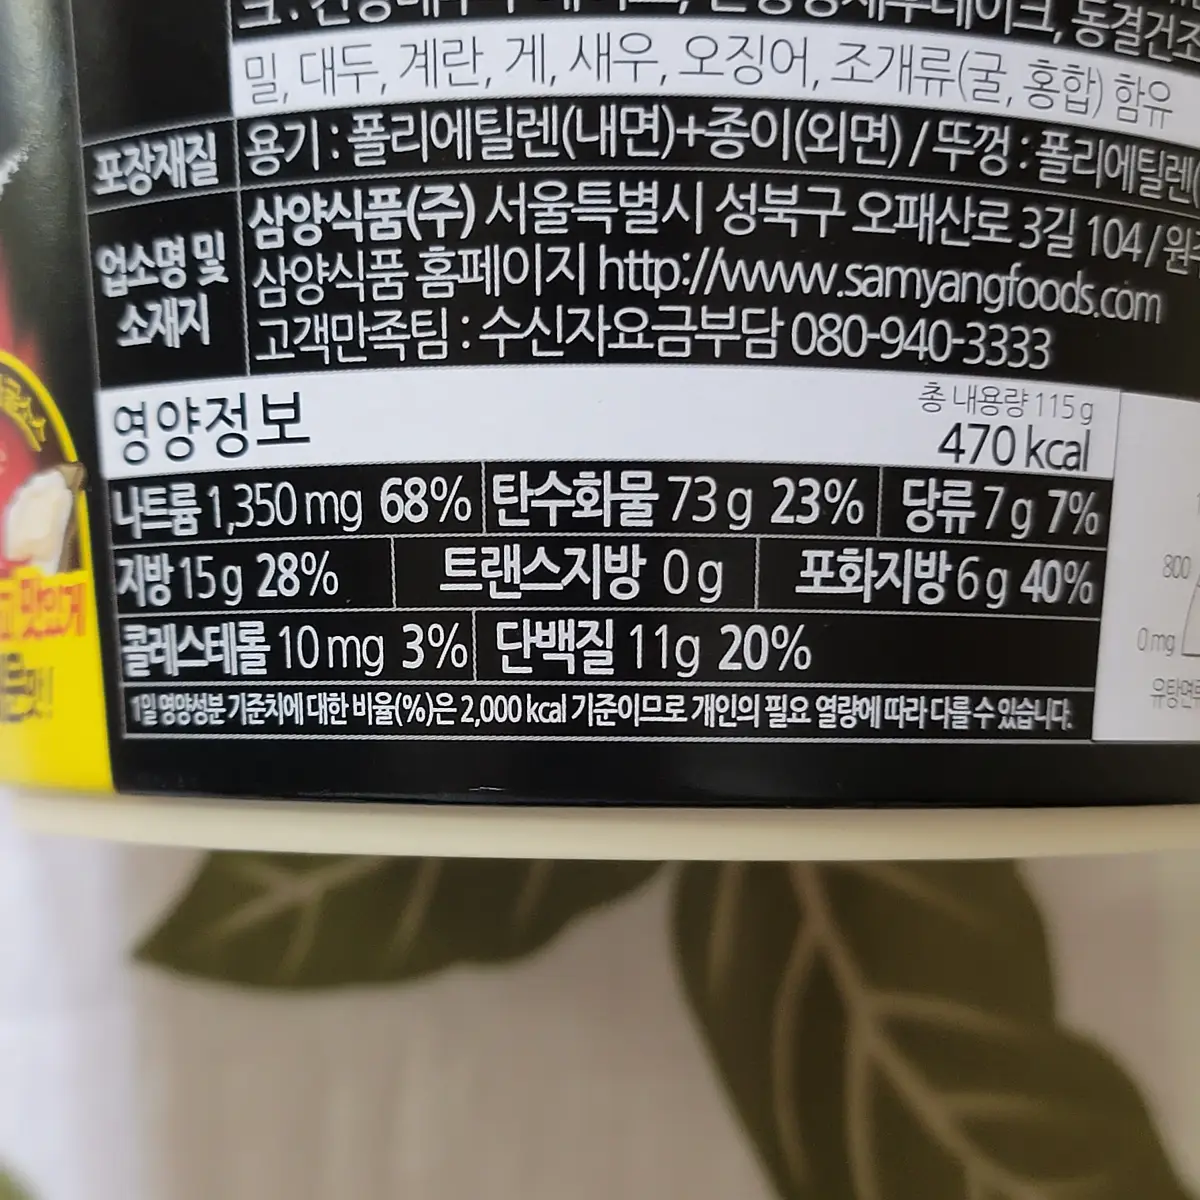 밀, 대두, 계란, 게, 새우, 오징어, 조개류(굴, 홍합) 함유
포장재질 용기 : 폴리에틸렌(내면)+종이(외면) / 뚜껑 : 폴리에틸렌(
업소명 및 소재지
삼양식품(주) 서울특별시 성북구 오패산로 3길 104 / 원
삼양식품 홈페이지 http://www.samyangfoods.com
고객만족팀 : 수신자요금부담 080-940-3333
영양정보
총 내용량 115 g
470 kcal
나트륨 1,350 mg 68% 탄수화물 73 g 23% 당류 7 g 7%
지방 15 g 28% 트랜스지방 0 g 포화지방 6 g 40%
콜레스테롤 10 mg 3% 단백질 11 g 20%
1일 영양성분 기준치에 대한 비율(%)은 2,000 kcal 기준이므로 개인의 필요 열량에 따라 다를 수 있습니다.
800
0 mg
맛있게